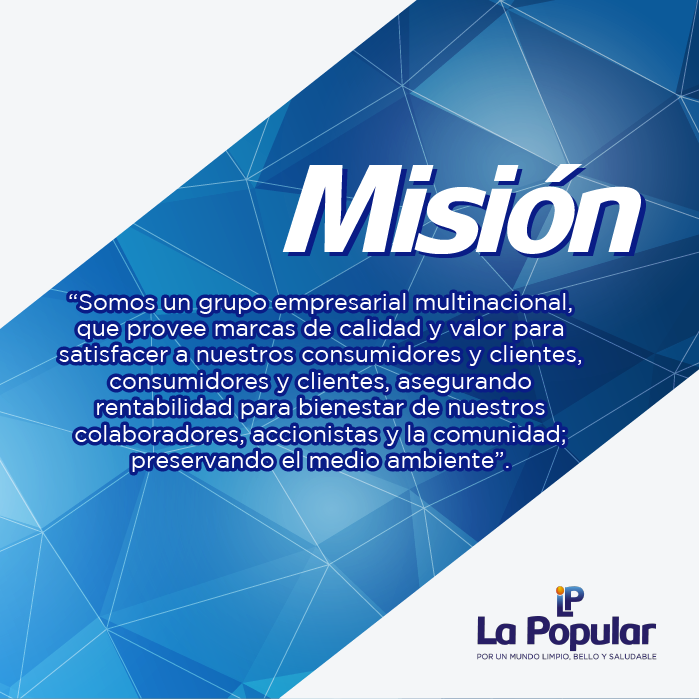 Misión
“Somos un grupo empresarial multinacional,
que provee marcas de calidad y valor para
satisfacer a nuestros consumidores y clientes,
consumidores y clientes, asegurando
rentabilidad para bienestar de nuestros
colaboradores, accionistas y la comunidad;
preservando el medio ambiente”.
LP
La Popular
POR UN MUNDO LIMPIO, BELLO Y SALUDABLE